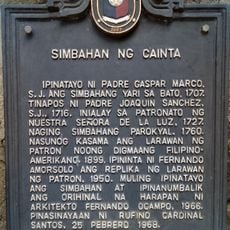 SIMBAHAN NG CAINTA
IPINATAYO NI PADRE GASPAR MARCO,
S.J. ANG SIMBAHANG YARI SA BATO, 1707.
TINAPOS NI PADRE JOAQUIN SANCHEZ,
S.J., 1716. INIALAY SA PATRONATO NG
NUESTRA SEÑORA DE LA LUZ, 1727.
NAGING SIMBAHANG PAROKYAL, 1760.
NASUNOG KASAMA ANG LARAWAN NG
PATRON NOONG DIGMAANG FILIPINO-
AMERIKANO, 1899. IPININTA NI FERNANDO
AMORSOLO ANG REPLIKA NG LARAWAN
NG PATRON, 1950. MULING IPINATAYO
ANG SIMBAHAN AT IPINANUMBALIK
ANG ORIHINAL NA HARAPAN NI
ARKITEKTO FERNANDO OCAMPO, 1966.
PINASINAYAAN NI RUFINO CARDINAL
SANTOS, 25 PEBRERO 1968.